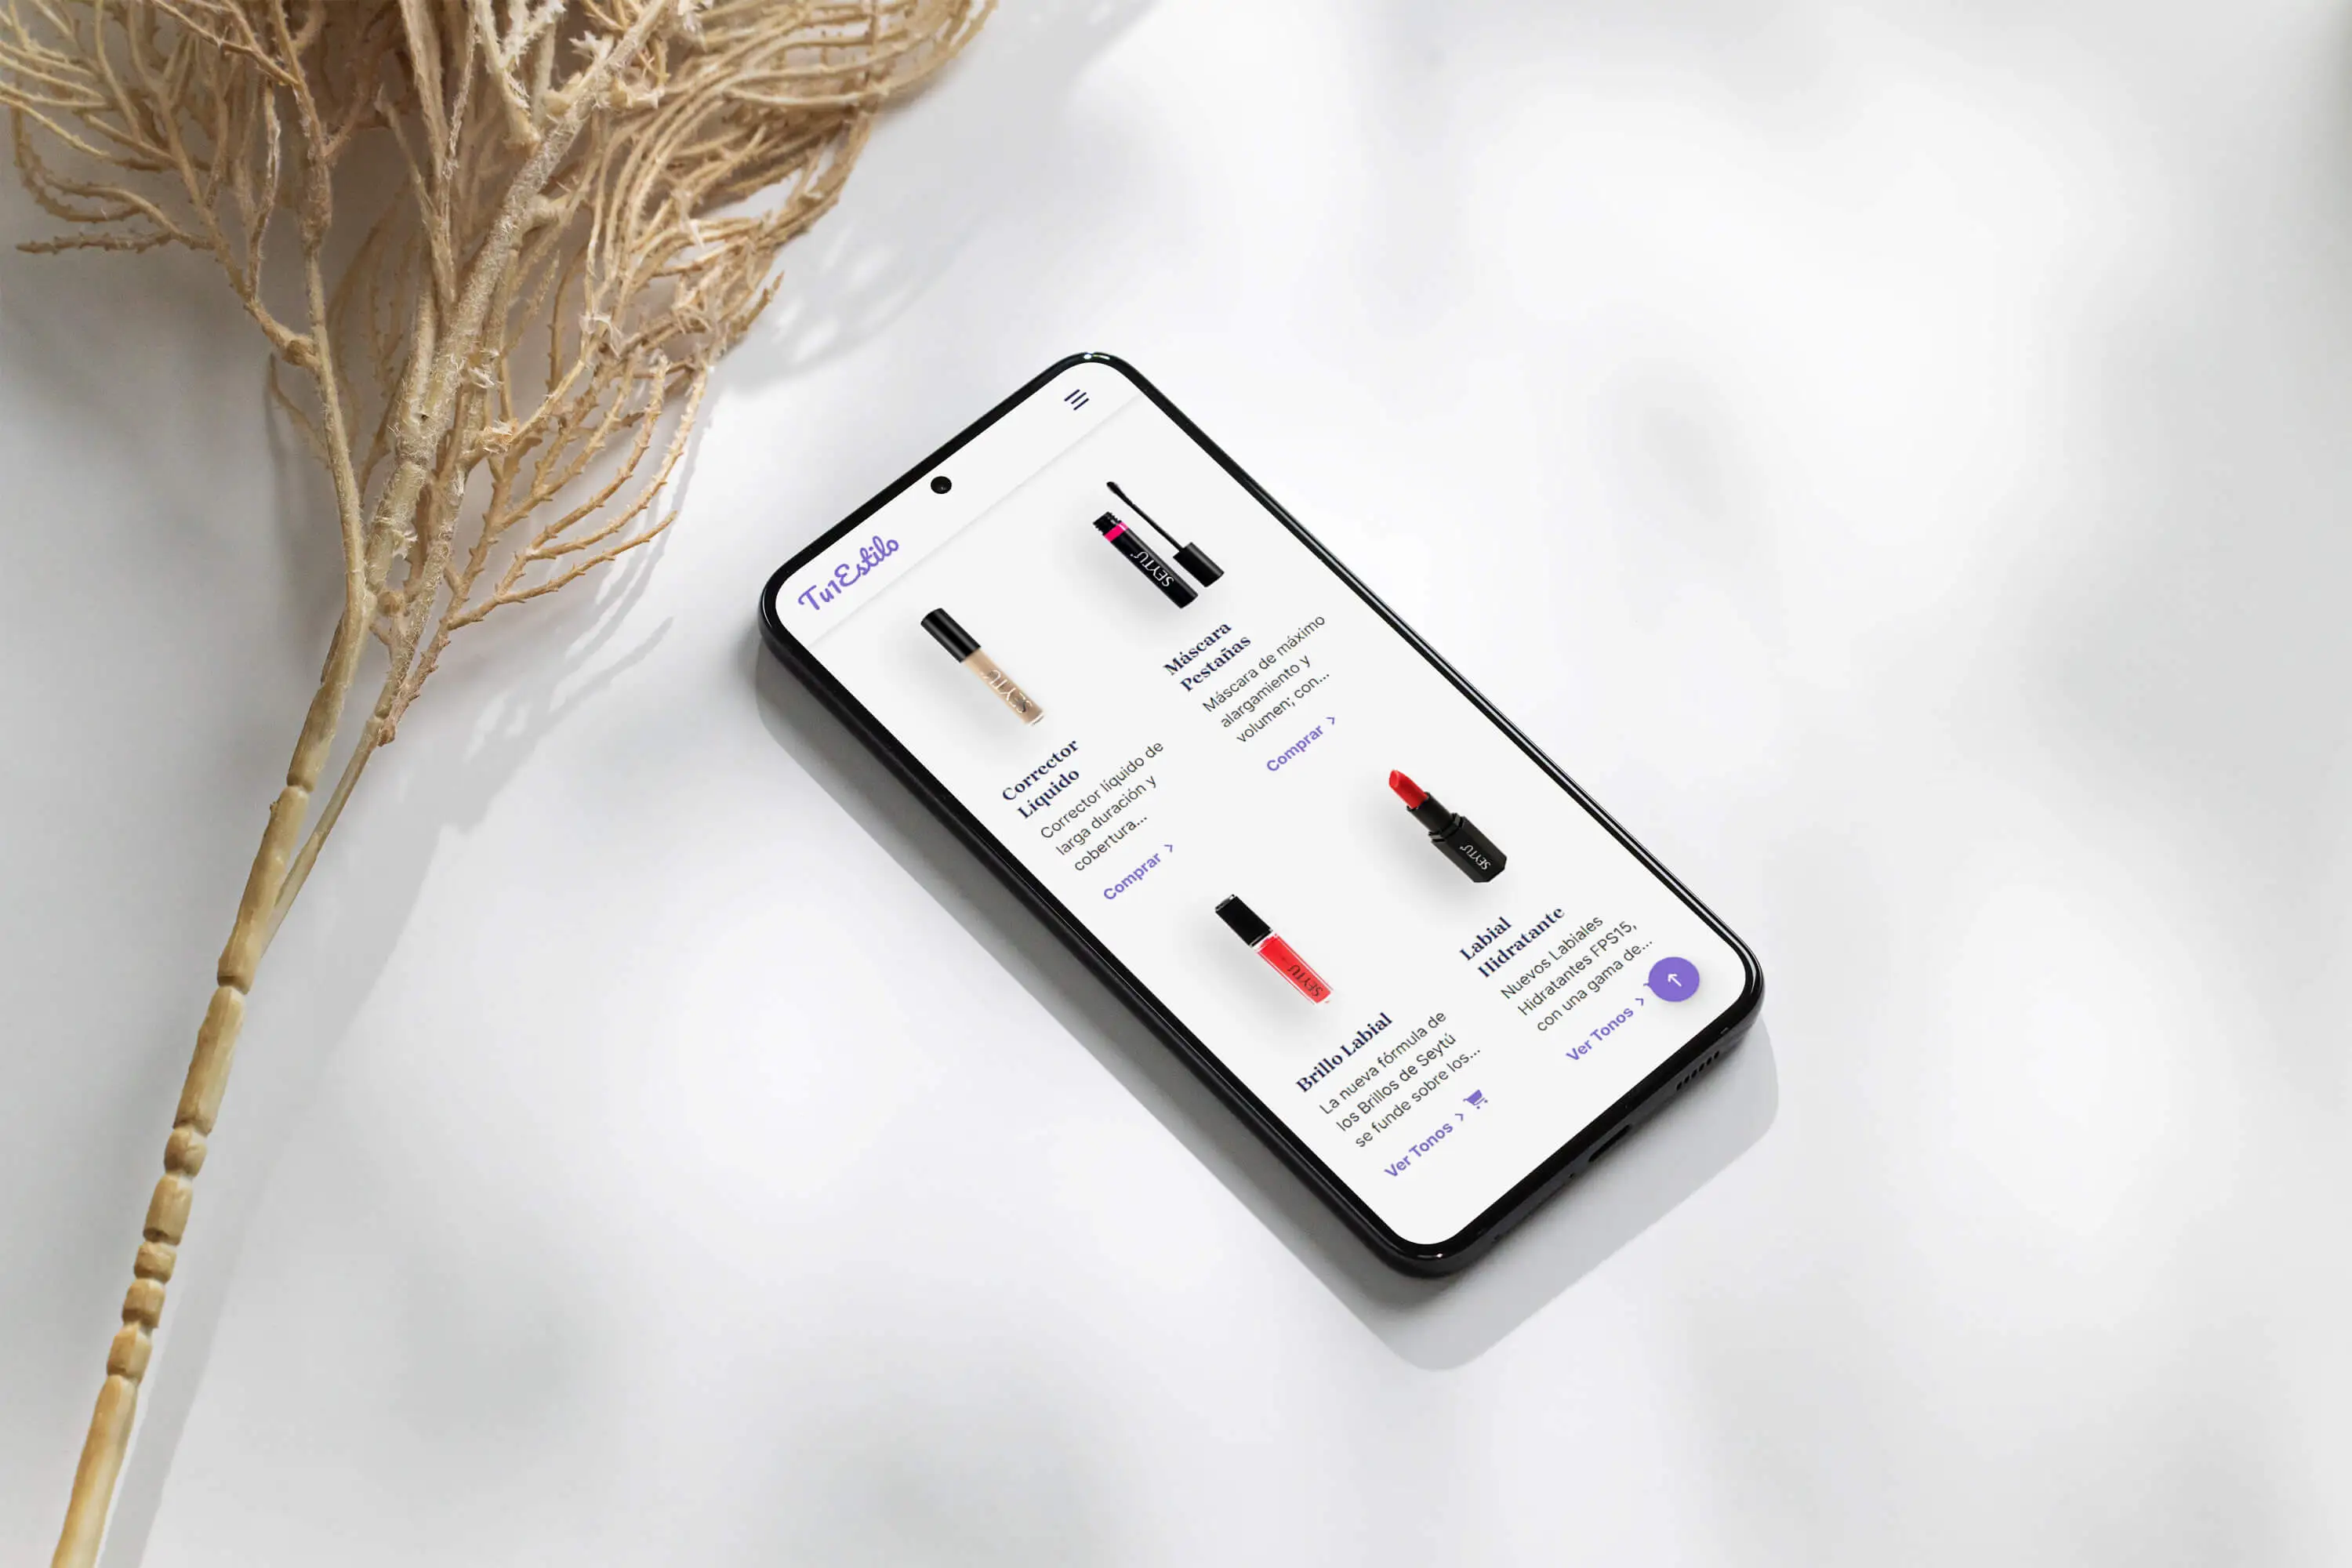 Tu1Estilo
SEYTÚ
Corrector
Líquido
Corrector líquido de
larga duración y
cobertura...
Comprar >
SEYTÚ
Máscara
Pestañas
Máscara de máximo
alargamiento y
volumen; con...
Comprar >
SEYTÚ
Brillo Labial
La nueva fórmula de
los Brillos de Seytú
se funde sobre los...
Ver Tonos >
SEYTÚ
Labial
Hidratante
Nuevos Labiales
Hidratantes FPS15,
con una gama de...
Ver Tonos >